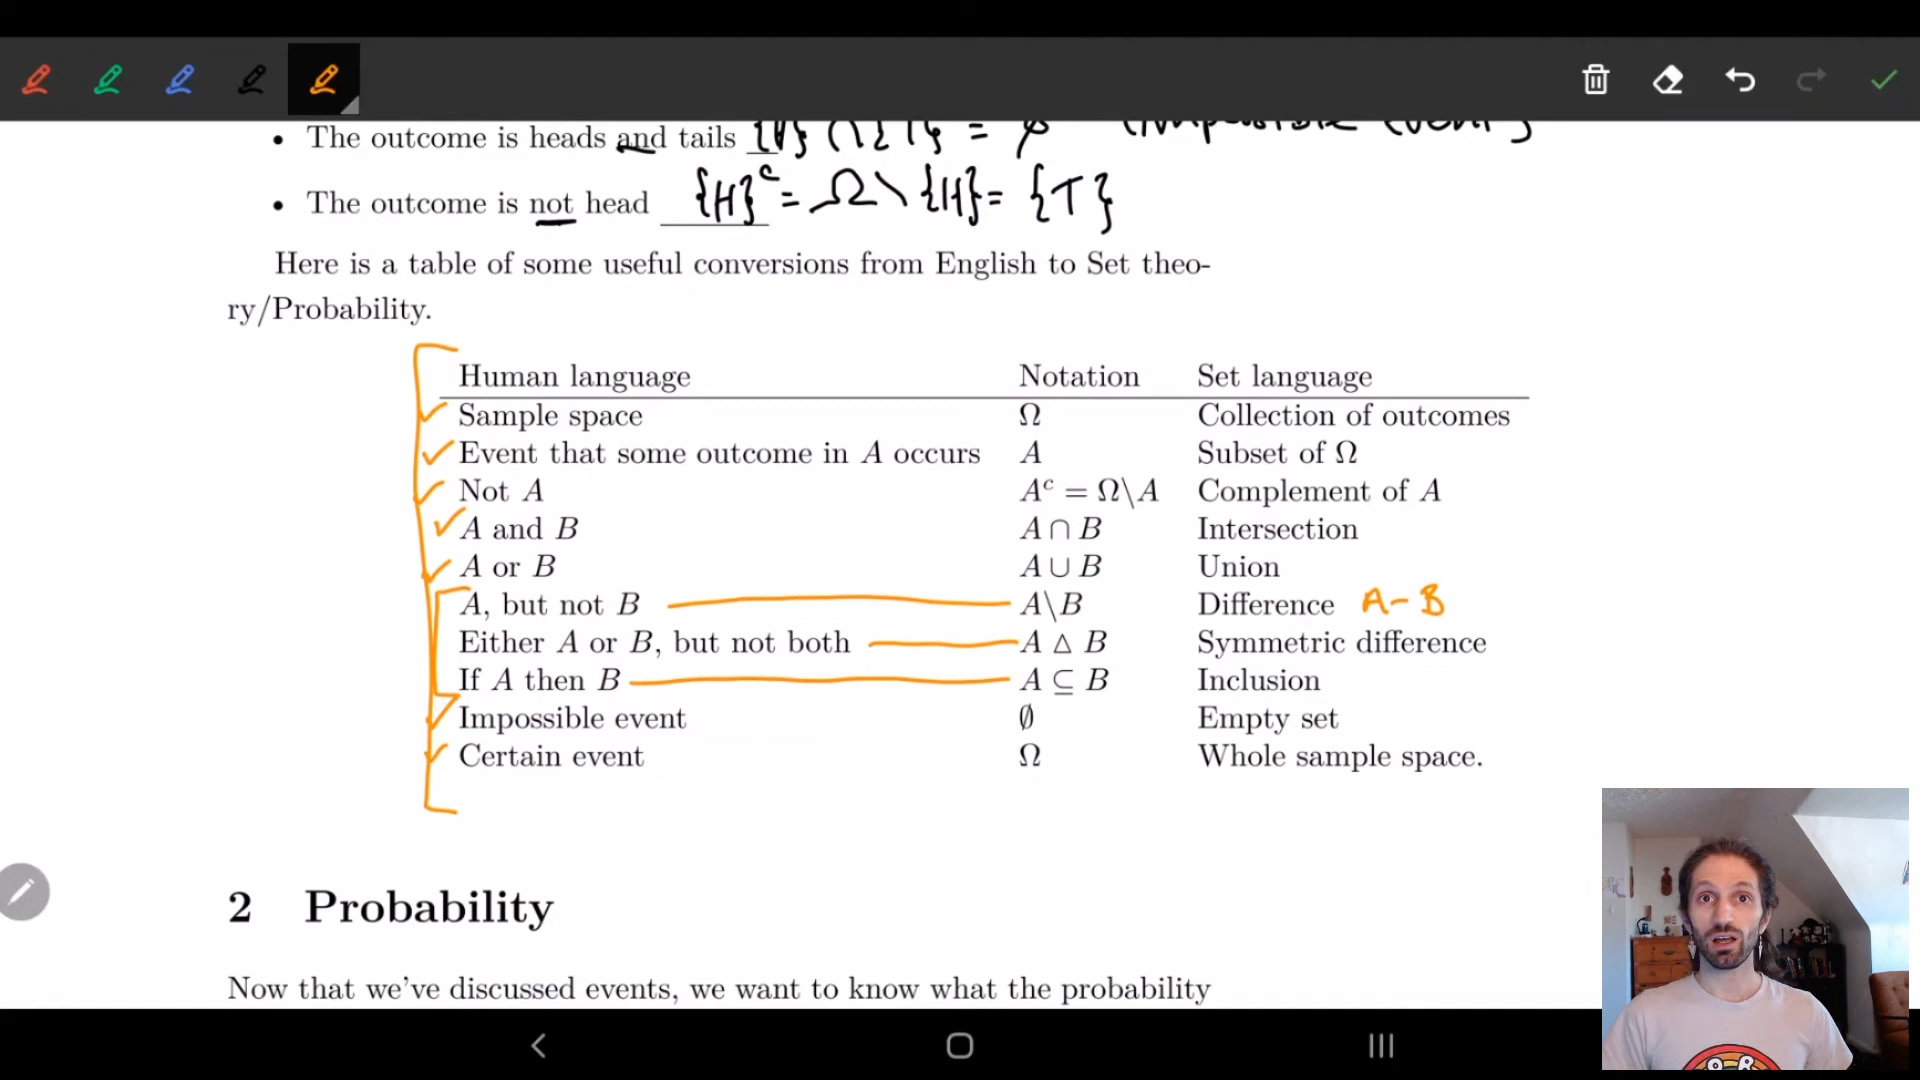 • The outcome is heads and tails {H} ∩ {T} = ∅ (Impossible Event)
• The outcome is not head {H}ᶜ = Ω \ {H} = {T}
Here is a table of some useful conversions from English to Set theo-
ry/Probability.
Human language Notation Set language
Sample space Ω Collection of outcomes
Event that some outcome in A occurs A Subset of Ω
Not A Aᶜ = Ω\A Complement of A
A and B A ∩ B Intersection
A or B A ∪ B Union
A, but not B A\B Difference A - B
Either A or B, but not both A △ B Symmetric difference
If A then B A ⊆ B Inclusion
Impossible event ∅ Empty set
Certain event Ω Whole sample space.
2 Probability
Now that we've discussed events, we want to know what the probability